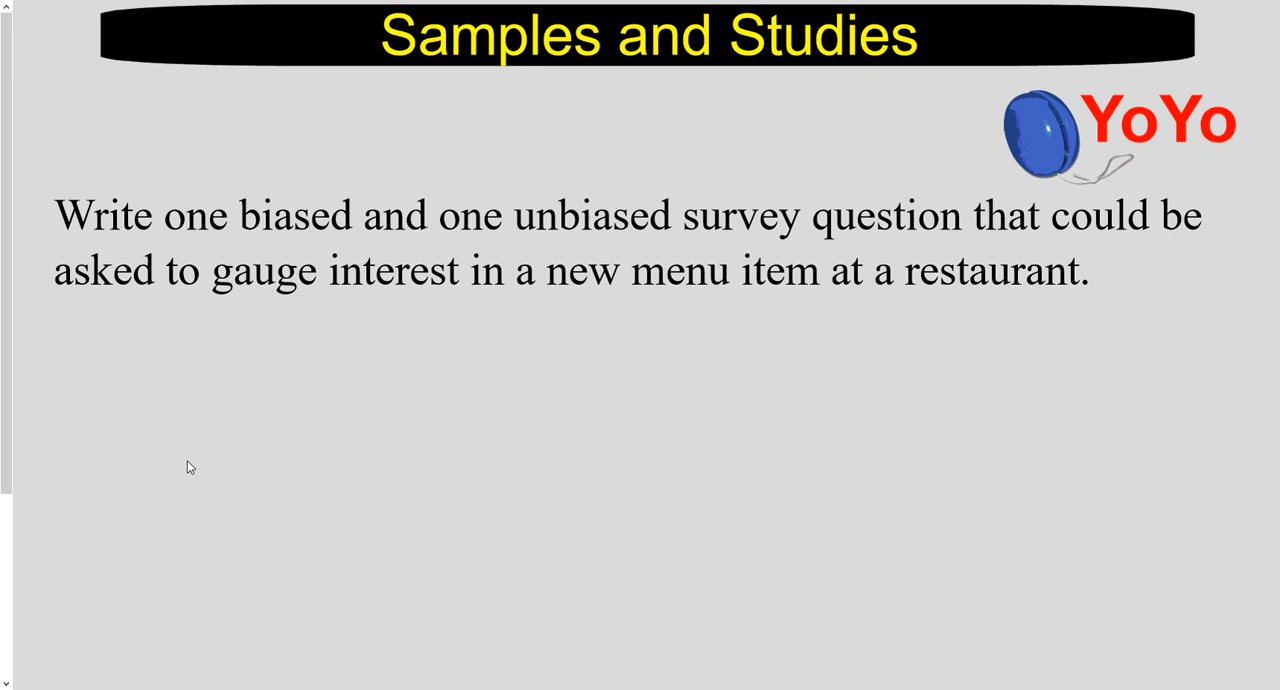 Samples and Studies
YoYo
Write one biased and one unbiased survey question that could be
asked to gauge interest in a new menu item at a restaurant.